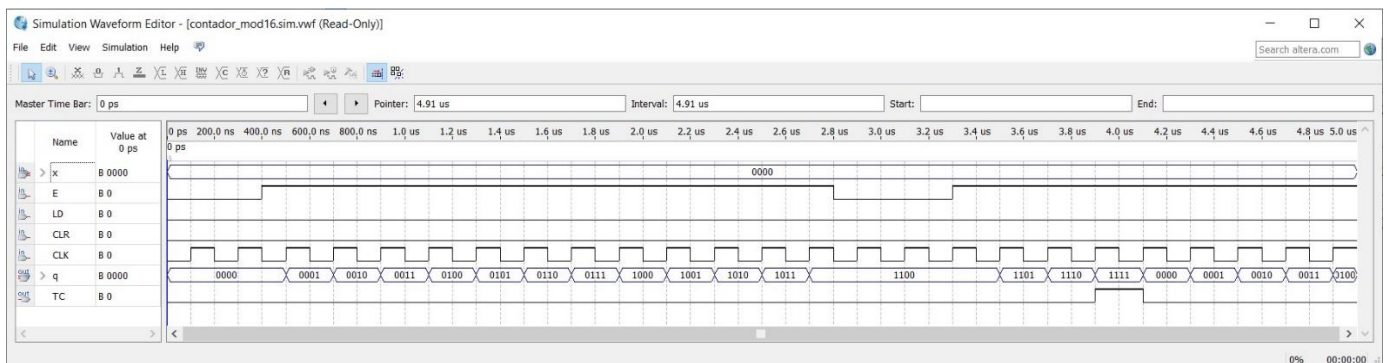 Simulation Waveform Editor - [contador_mod16.sim.vwf (Read-Only)]
File Edit View Simulation Help
Search altera.com
Master Time Bar: 0 ps Pointer: 4.91 us Interval: 4.91 us Start: End:
Name Value at 0 ps
0 ps 200.0 ns 400.0 ns 600.0 ns 800.0 ns 1.0 us 1.2 us 1.4 us 1.6 us 1.8 us 2.0 us 2.2 us 2.4 us 2.6 us 2.8 us 3.0 us 3.2 us 3.4 us 3.6 us 3.8 us 4.0 us 4.2 us 4.4 us 4.6 us 4.8 us 5.0 us
0 ps
x B 0000 0000
E B 0
LD B 0
CLR B 0
CLK B 0
q B 0000 0000 0001 0010 0011 0100 0101 0110 0111 1000 1001 1010 1011 1100 1101 1110 1111 0000 0001 0010 0011 0100
TC B 0
0% 00:00:00